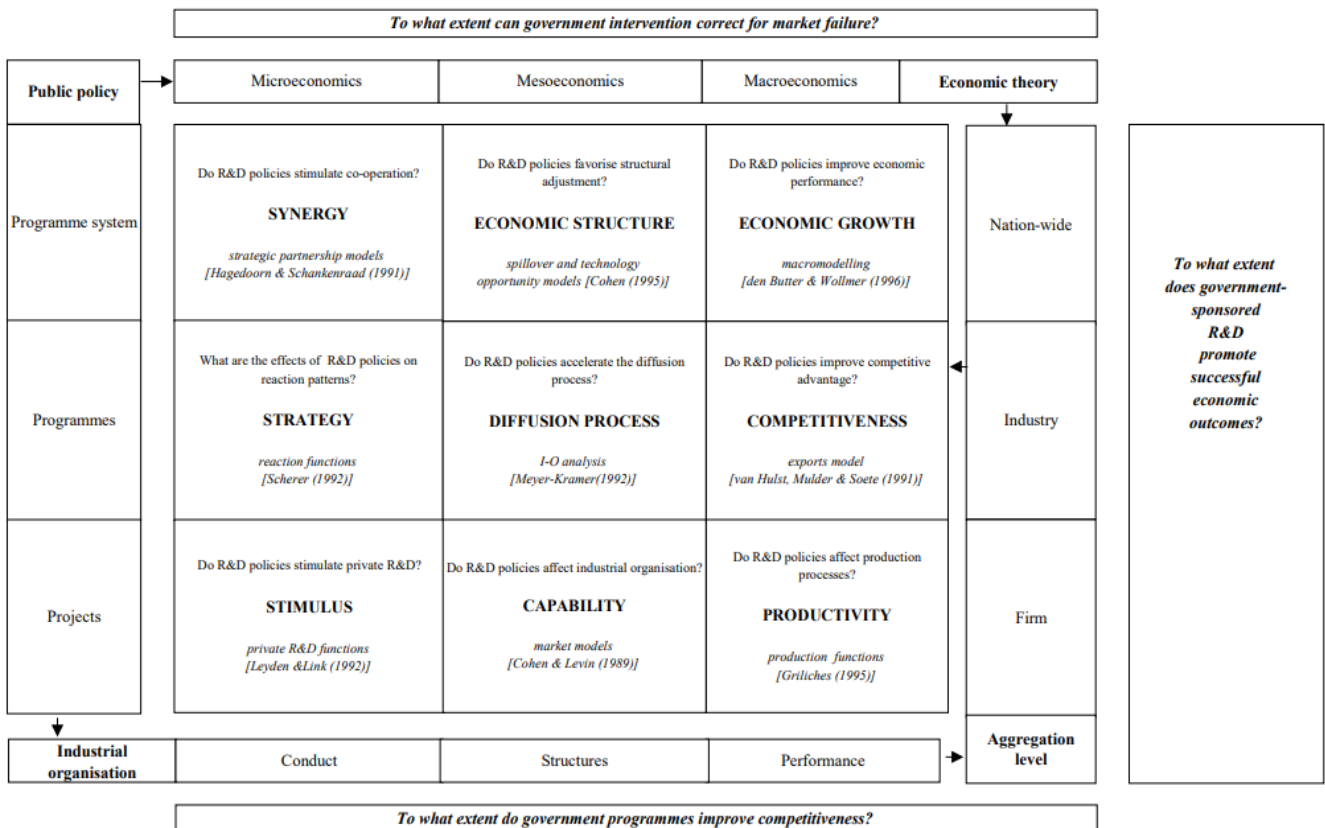 To what extent can government intervention correct for market failure?
Public policy
Microeconomics
Mesoeconomics
Macroeconomics
Economic theory
Programme system
Do R&D policies stimulate co-operation?
SYNERGY
strategic partnership models
[Hagedoorn & Schankenraad (1991)]
Do R&D policies favorise structural
adjustment?
ECONOMIC STRUCTURE
spillover and technology
opportunity models [Cohen (1995)]
Do R&D policies improve economic
performance?
ECONOMIC GROWTH
macromodelling
[den Butter & Wollmer (1996)]
Nation-wide
To what extent
does government-
sponsored
R&D
promote
successful
economic
outcomes?
Programmes
What are the effects of R&D policies on
reaction patterns?
STRATEGY
reaction functions
[Scherer (1992)]
Do R&D policies accelerate the diffusion
process?
DIFFUSION PROCESS
I-O analysis
[Meyer-Kramer(1992)]
Do R&D policies improve competitive
advantage?
COMPETITIVENESS
exports model
[van Hulst, Mulder & Soete (1991)]
Industry
Projects
Do R&D policies stimulate private R&D?
STIMULUS
private R&D functions
[Leyden &Link (1992)]
Do R&D policies affect industrial organisation?
CAPABILITY
market models
[Cohen & Levin (1989)]
Do R&D policies affect production
processes?
PRODUCTIVITY
production functions
[Griliches (1995)]
Firm
Industrial
organisation
Conduct
Structures
Performance
Aggregation
level
To what extent do government programmes improve competitiveness?